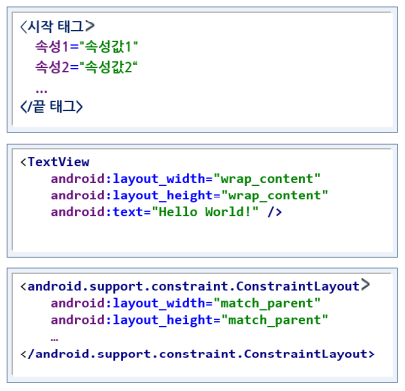 <시작 태그>
속성1="속성값1"
속성2="속성값2"
...
</끝 태그>
<TextView
android:layout_width="wrap_content"
android:layout_height="wrap_content"
android:text="Hello World!" />
<android.support.constraint.ConstraintLayout>
android:layout_width="match_parent"
android:layout_height="match_parent"
…
</android.support.constraint.ConstraintLayout>